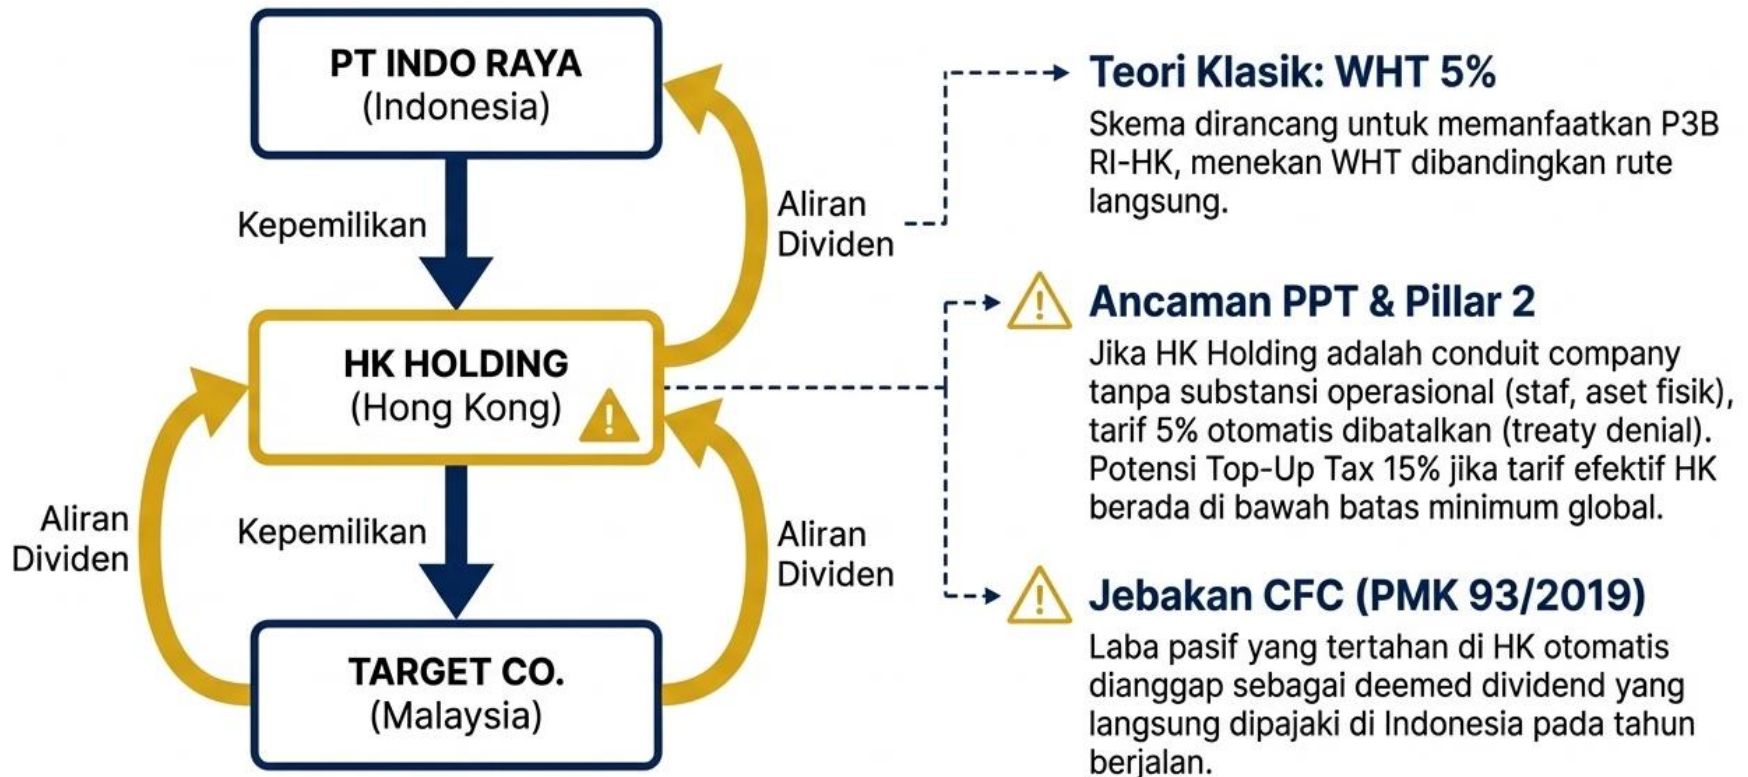 PT INDO RAYA
(Indonesia)
Kepemilikan
Aliran
Dividen
HK HOLDING
(Hong Kong)
Aliran
Dividen
Kepemilikan
Aliran
Dividen
TARGET CO.
(Malaysia)
Teori Klasik: WHT 5%
Skema dirancang untuk memanfaatkan P3B
RI-HK, menekan WHT dibandingkan rute
langsung.
Ancaman PPT & Pillar 2
Jika HK Holding adalah conduit company
tanpa substansi operasional (staf, aset fisik),
tarif 5% otomatis dibatalkan (treaty denial).
Potensi Top-Up Tax 15% jika tarif efektif HK
berada di bawah batas minimum global.
Jebakan CFC (PMK 93/2019)
Laba pasif yang tertahan di HK otomatis
dianggap sebagai deemed dividend yang
langsung dipajaki di Indonesia pada tahun
berjalan.